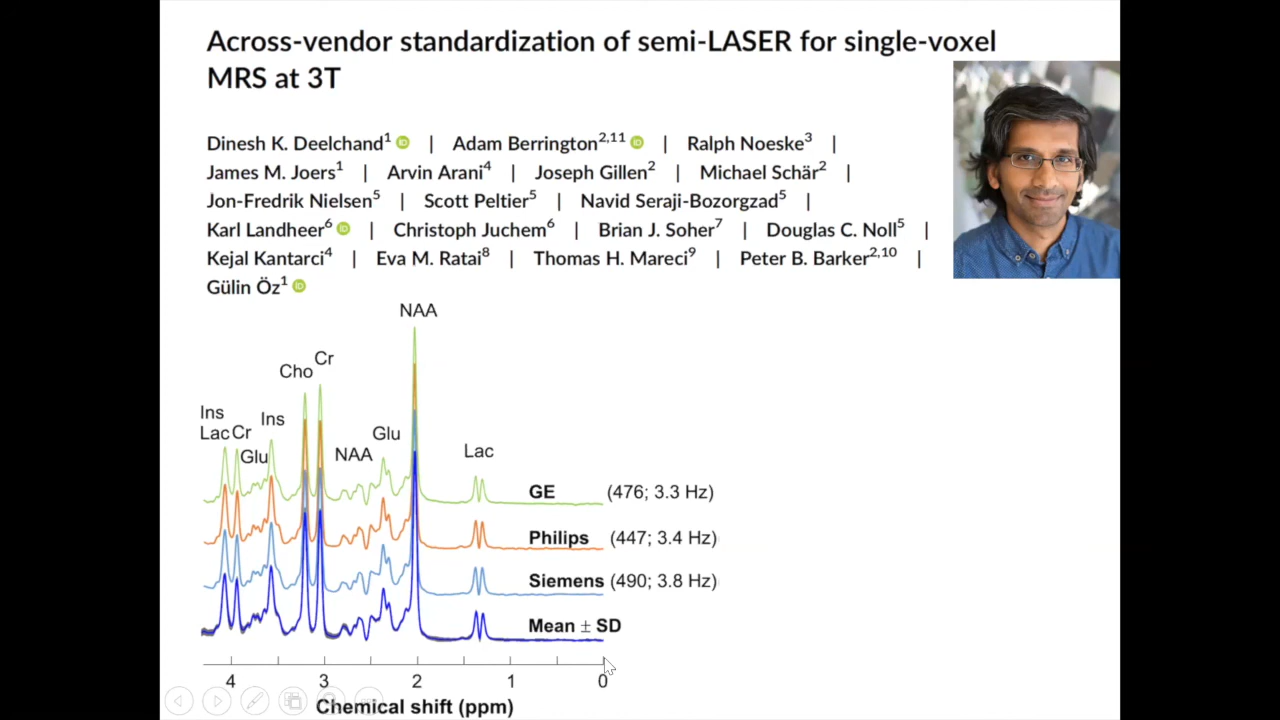 Across-vendor standardization of semi-LASER for single-voxel
MRS at 3T
Dinesh K. Deelchand1 iD | Adam Berrington2,11 iD | Ralph Noeske3 |
James M. Joers1 | Arvin Arani4 | Joseph Gillen2 | Michael Schär2 |
Jon-Fredrik Nielsen5 | Scott Peltier5 | Navid Seraji-Bozorgzad5 |
Karl Landheer6 iD | Christoph Juchem6 | Brian J. Soher7 | Douglas C. Noll5 |
Kejal Kantarci4 | Eva M. Ratai8 | Thomas H. Mareci9 | Peter B. Barker2,10 |
Gülin Öz1 iD
NAA
Cho Cr
Ins
Lac Cr
Glu
Ins
NAA
Glu
Lac
GE (476; 3.3 Hz)
Philips (447; 3.4 Hz)
Siemens (490; 3.8 Hz)
Mean ± SD
4 3 2 1 0
Chemical shift (ppm)